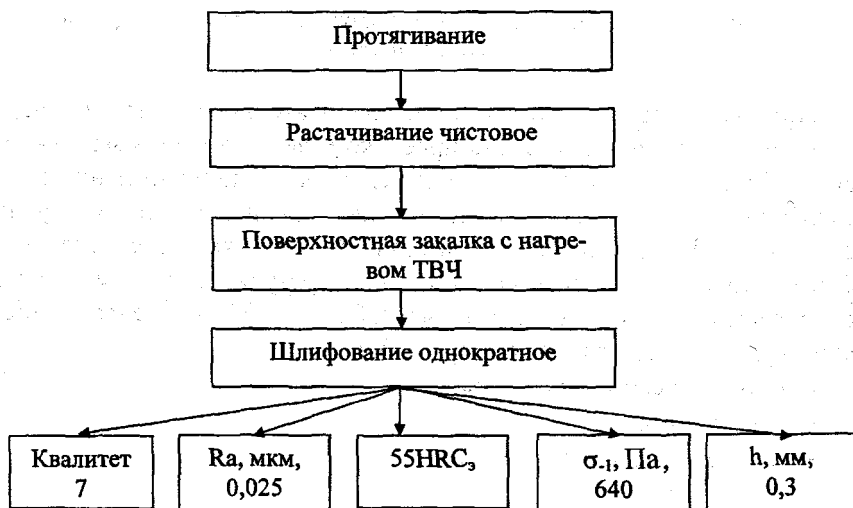 Протягивание
Растачивание чистовое
Поверхностная закалка с нагре-
вом ТВЧ
Шлифование однократное
Квалитет
7
Ra, мкм,
0,025
55HRCэ
σ-1, Па,
640
h, мм,
0,3